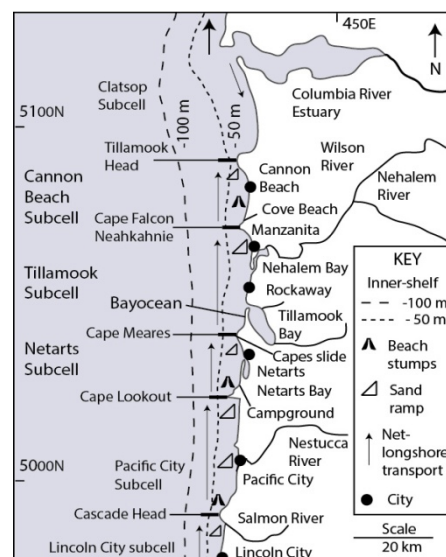 450E
N
Clatsop
Subcell
-100 m
- 50 m
Columbia River
Estuary
5100N
Tillamook
Head
Wilson
River
Cannon
Beach
Nehalem
River
Cannon
Beach
Subcell
Cove Beach
Cape Falcon
Neahkahnie
Manzanita
Tillamook
Subcell
Nehalem Bay
Rockaway
Bayocean
Tillamook
Bay
Cape Meares
Capes slide
Netarts
Subcell
Netarts
Netarts Bay
Cape Lookout
Campground
Nestucca
River
5000N
Pacific City
Subcell
Pacific City
Cascade Head
Salmon River
Lincoln City subcell
Lincoln City
KEY
Inner-shelf
-100 m
- 50 m
Beach
stumps
Sand
ramp
Net-
longshore
transport
City
Scale
20 km